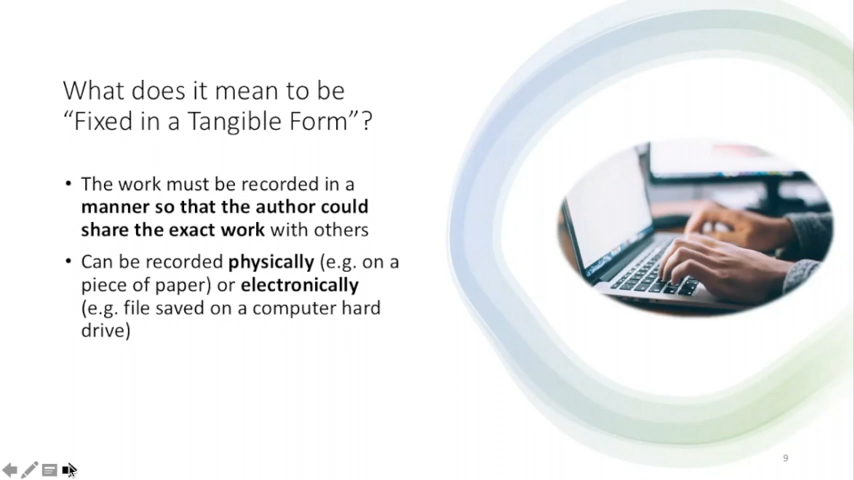 What does it mean to be
“Fixed in a Tangible Form”?
• The work must be recorded in a
manner so that the author could
share the exact work with others
• Can be recorded physically (e.g. on a
piece of paper) or electronically
(e.g. file saved on a computer hard
drive)
9